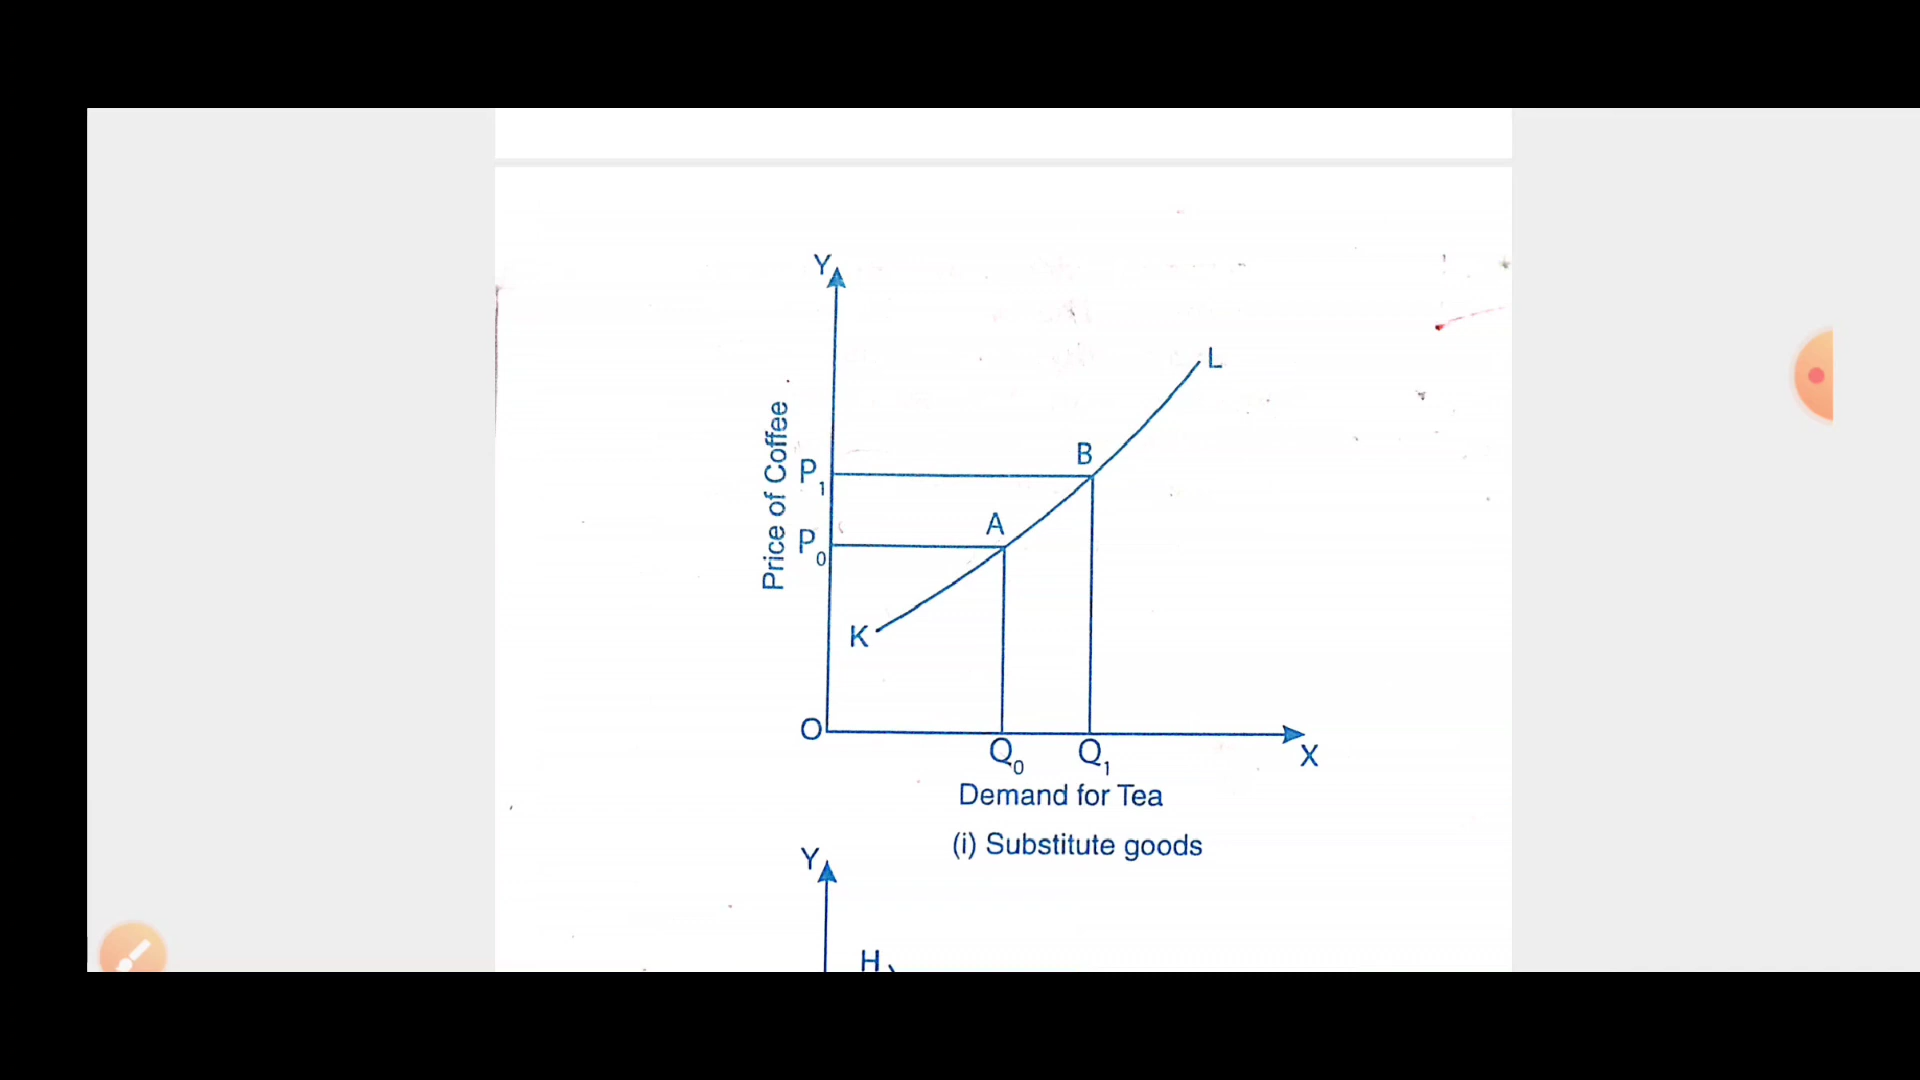 Y
L
Price of Coffee
B
P1
A
P0
K
O
Q0 Q1
X
Demand for Tea
(i) Substitute goods
Y
H